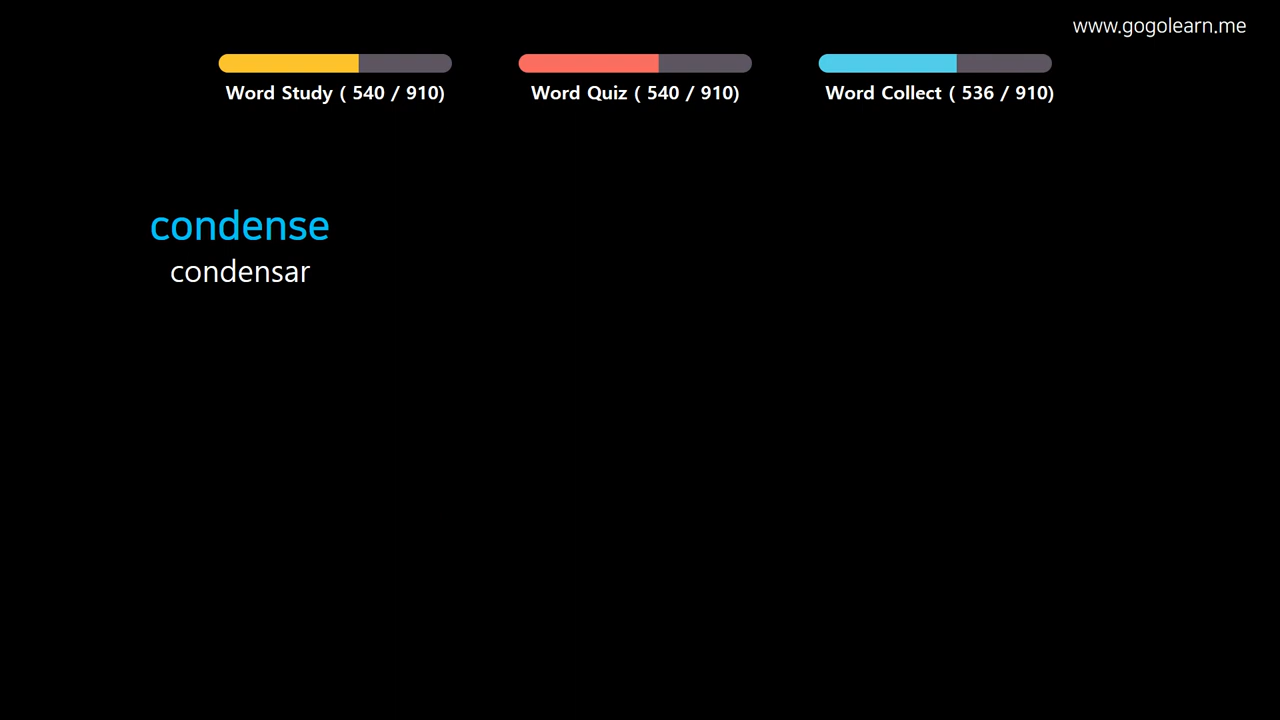 www.gogolearn.me
Word Study ( 540 / 910)
Word Quiz ( 540 / 910)
Word Collect ( 536 / 910)
condense
condensar